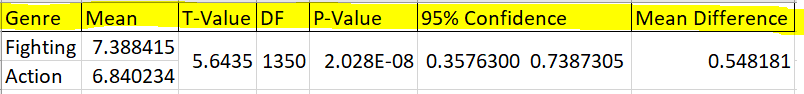 Genre Mean T-Value DF P-Value 95% Confidence Mean Difference
Fighting 7.388415
5.6435 1350 2.028E-08 0.3576300 0.7387305 0.548181
Action 6.840234